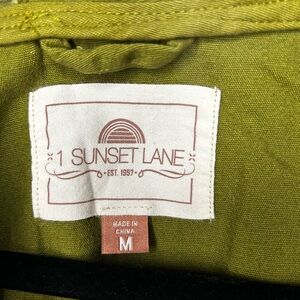 1 SUNSET LANE
EST. 1997
MADE IN
CHINA
M